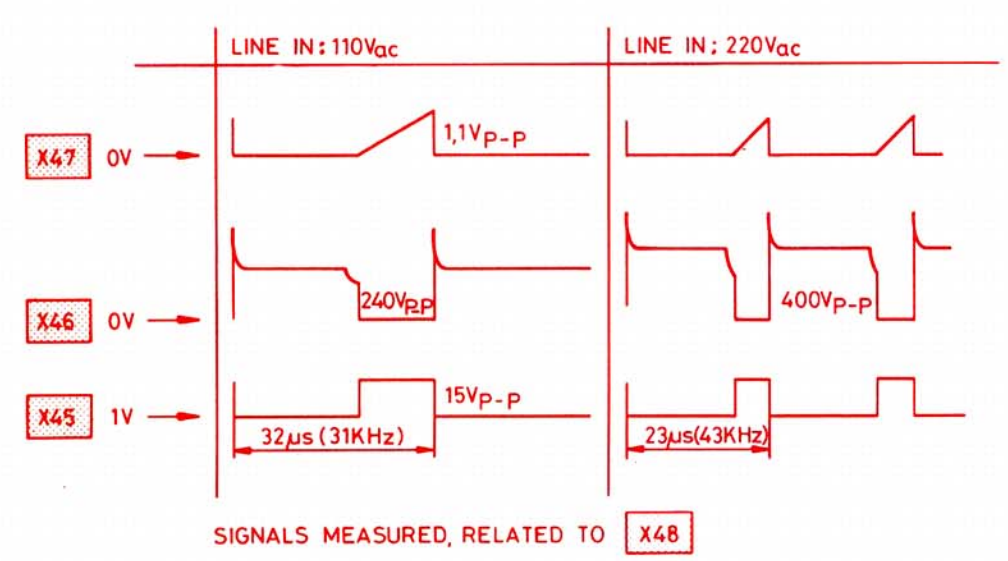 LINE IN: 110Vac
LINE IN; 220Vac
X47 0V
1,1Vp-p
X46 0V
240Vpp
400Vp-p
X45 1V
15Vp-p
32µs (31KHz)
23µs(43KHz)
SIGNALS MEASURED, RELATED TO X48